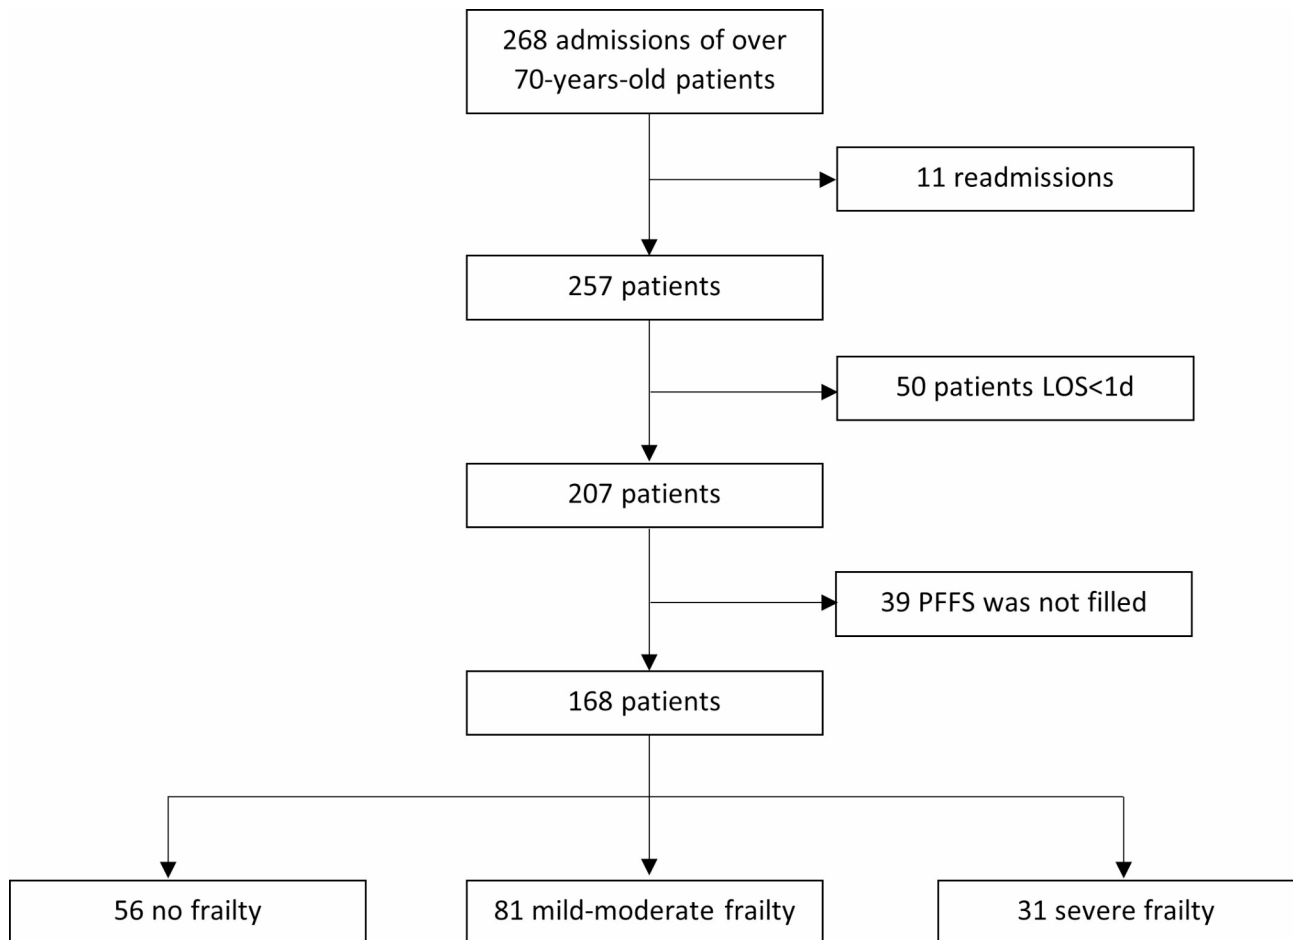 268 admissions of over
70-years-old patients
11 readmissions
257 patients
50 patients LOS<1d
207 patients
39 PFFS was not filled
168 patients
56 no frailty
81 mild-moderate frailty
31 severe frailty